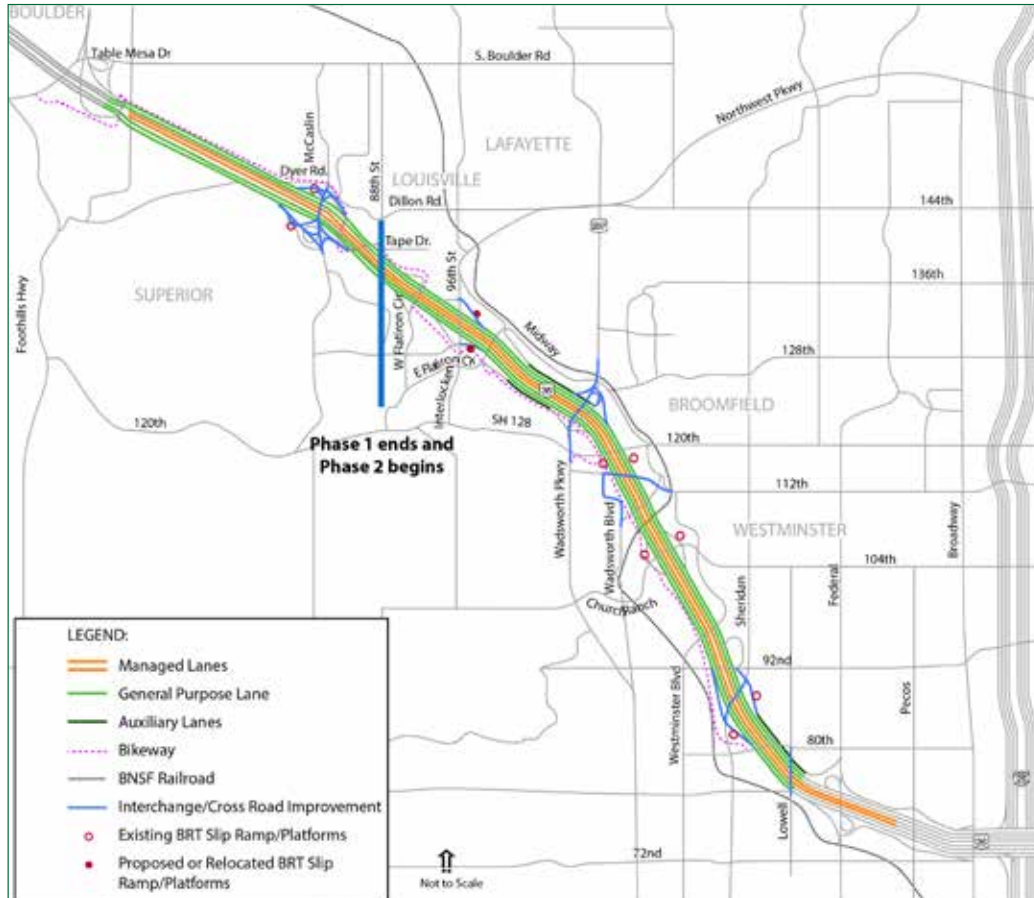 BOULDER
Table Mesa Dr
S. Boulder Rd
Northwest Pkwy
McCaslin
LAFAYETTE
Dyer Rd.
88th St
LOUISVILLE
Dillon Rd.
144th
Tape Dr.
96th St
136th
Foothills Hwy
SUPERIOR
W Flatiron Cir
Midway
128th
E Flatiron
Interlocken
36
BROOMFIELD
120th
SH 128
120th
Phase 1 ends and
Phase 2 begins
Wadsworth Pkwy
112th
Wadsworth Blvd
WESTMINSTER
Broadway
104th
Sheridan
Federal
Church Ranch
92nd
Westminster Blvd
Pecos
80th
Lowell
72nd
36
Not to Scale
LEGEND:
Managed Lanes
General Purpose Lane
Auxiliary Lanes
Bikeway
BNSF Railroad
Interchange/Cross Road Improvement
Existing BRT Slip Ramp/Platforms
Proposed or Relocated BRT Slip
Ramp/Platforms